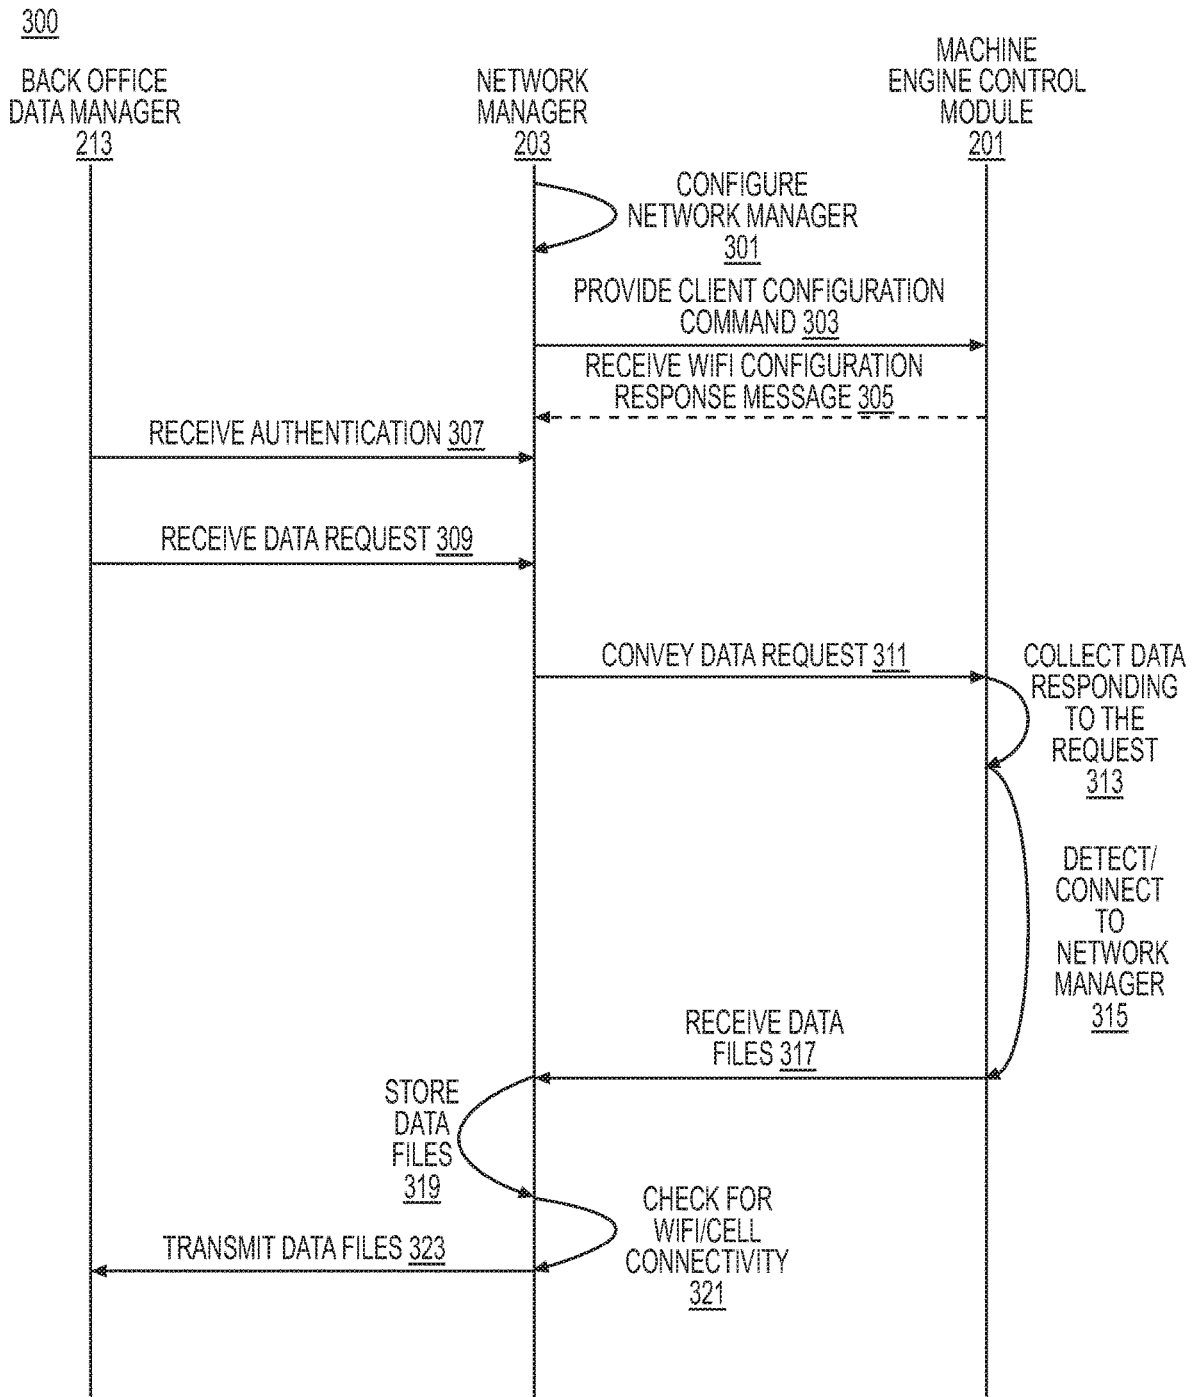 300
BACK OFFICE
DATA MANAGER
213
NETWORK
MANAGER
203
MACHINE
ENGINE CONTROL
MODULE
201
CONFIGURE
NETWORK MANAGER
301
PROVIDE CLIENT CONFIGURATION
COMMAND 303
RECEIVE WIFI CONFIGURATION
RESPONSE MESSAGE 305
RECEIVE AUTHENTICATION 307
RECEIVE DATA REQUEST 309
CONVEY DATA REQUEST 311
COLLECT DATA
RESPONDING
TO THE
REQUEST
313
DETECT/
CONNECT
TO
NETWORK
MANAGER
315
RECEIVE DATA
FILES 317
STORE
DATA
FILES
319
CHECK FOR
WIFI/CELL
CONNECTIVITY
321
TRANSMIT DATA FILES 323